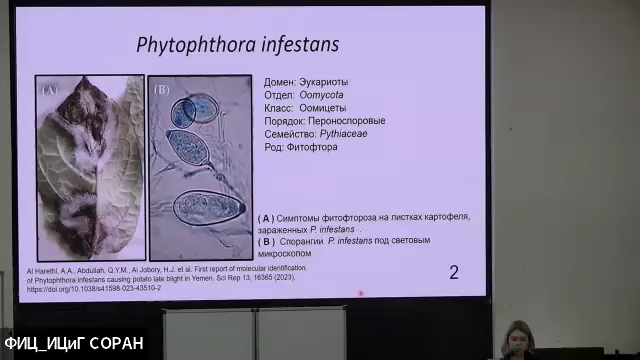 Phytophthora infestans
(A)
(B)
Домен: Эукариоты
Отдел: Oomycota
Класс: Оомицеты
Порядок: Пероноспоровые
Семейство: Pythiaceae
Род: Фитофтора
( A ) Симптомы фитофтороза на листках картофеля,
зараженных P. infestans .
( B ) Спорангии P. infestans под световым
микроскопом
Al Harethi, A.A., Abdullah, Q.Y.M., Al Jobory, H.J. et al. First report of molecular identification
of Phytophthora infestans causing potato late blight in Yemen. Sci Rep 13, 16365 (2023).
https://doi.org/10.1038/s41598-023-43510-2
2
ФИЦ_ИЦиГ СОРАН